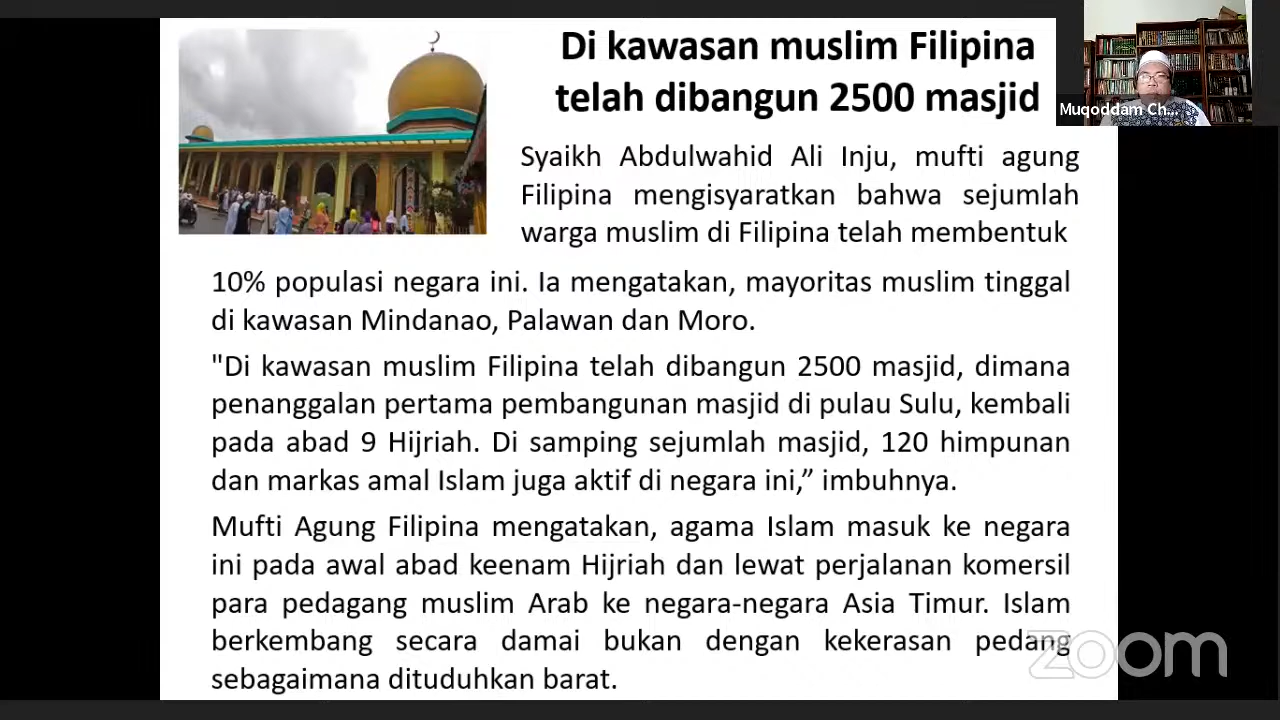 Di kawasan muslim Filipina
telah dibangun 2500 masjid
Muqoddam Ch...
Syaikh Abdulwahid Ali Inju, mufti agung
Filipina mengisyaratkan bahwa sejumlah
warga muslim di Filipina telah membentuk
10% populasi negara ini. Ia mengatakan, mayoritas muslim tinggal
di kawasan Mindanao, Palawan dan Moro.
"Di kawasan muslim Filipina telah dibangun 2500 masjid, dimana
penanggalan pertama pembangunan masjid di pulau Sulu, kembali
pada abad 9 Hijriah. Di samping sejumlah masjid, 120 himpunan
dan markas amal Islam juga aktif di negara ini,” imbuhnya.
Mufti Agung Filipina mengatakan, agama Islam masuk ke negara
ini pada awal abad keenam Hijriah dan lewat perjalanan komersil
para pedagang muslim Arab ke negara-negara Asia Timur. Islam
berkembang secara damai bukan dengan kekerasan pedang
sebagaimana dituduhkan barat.
zoom